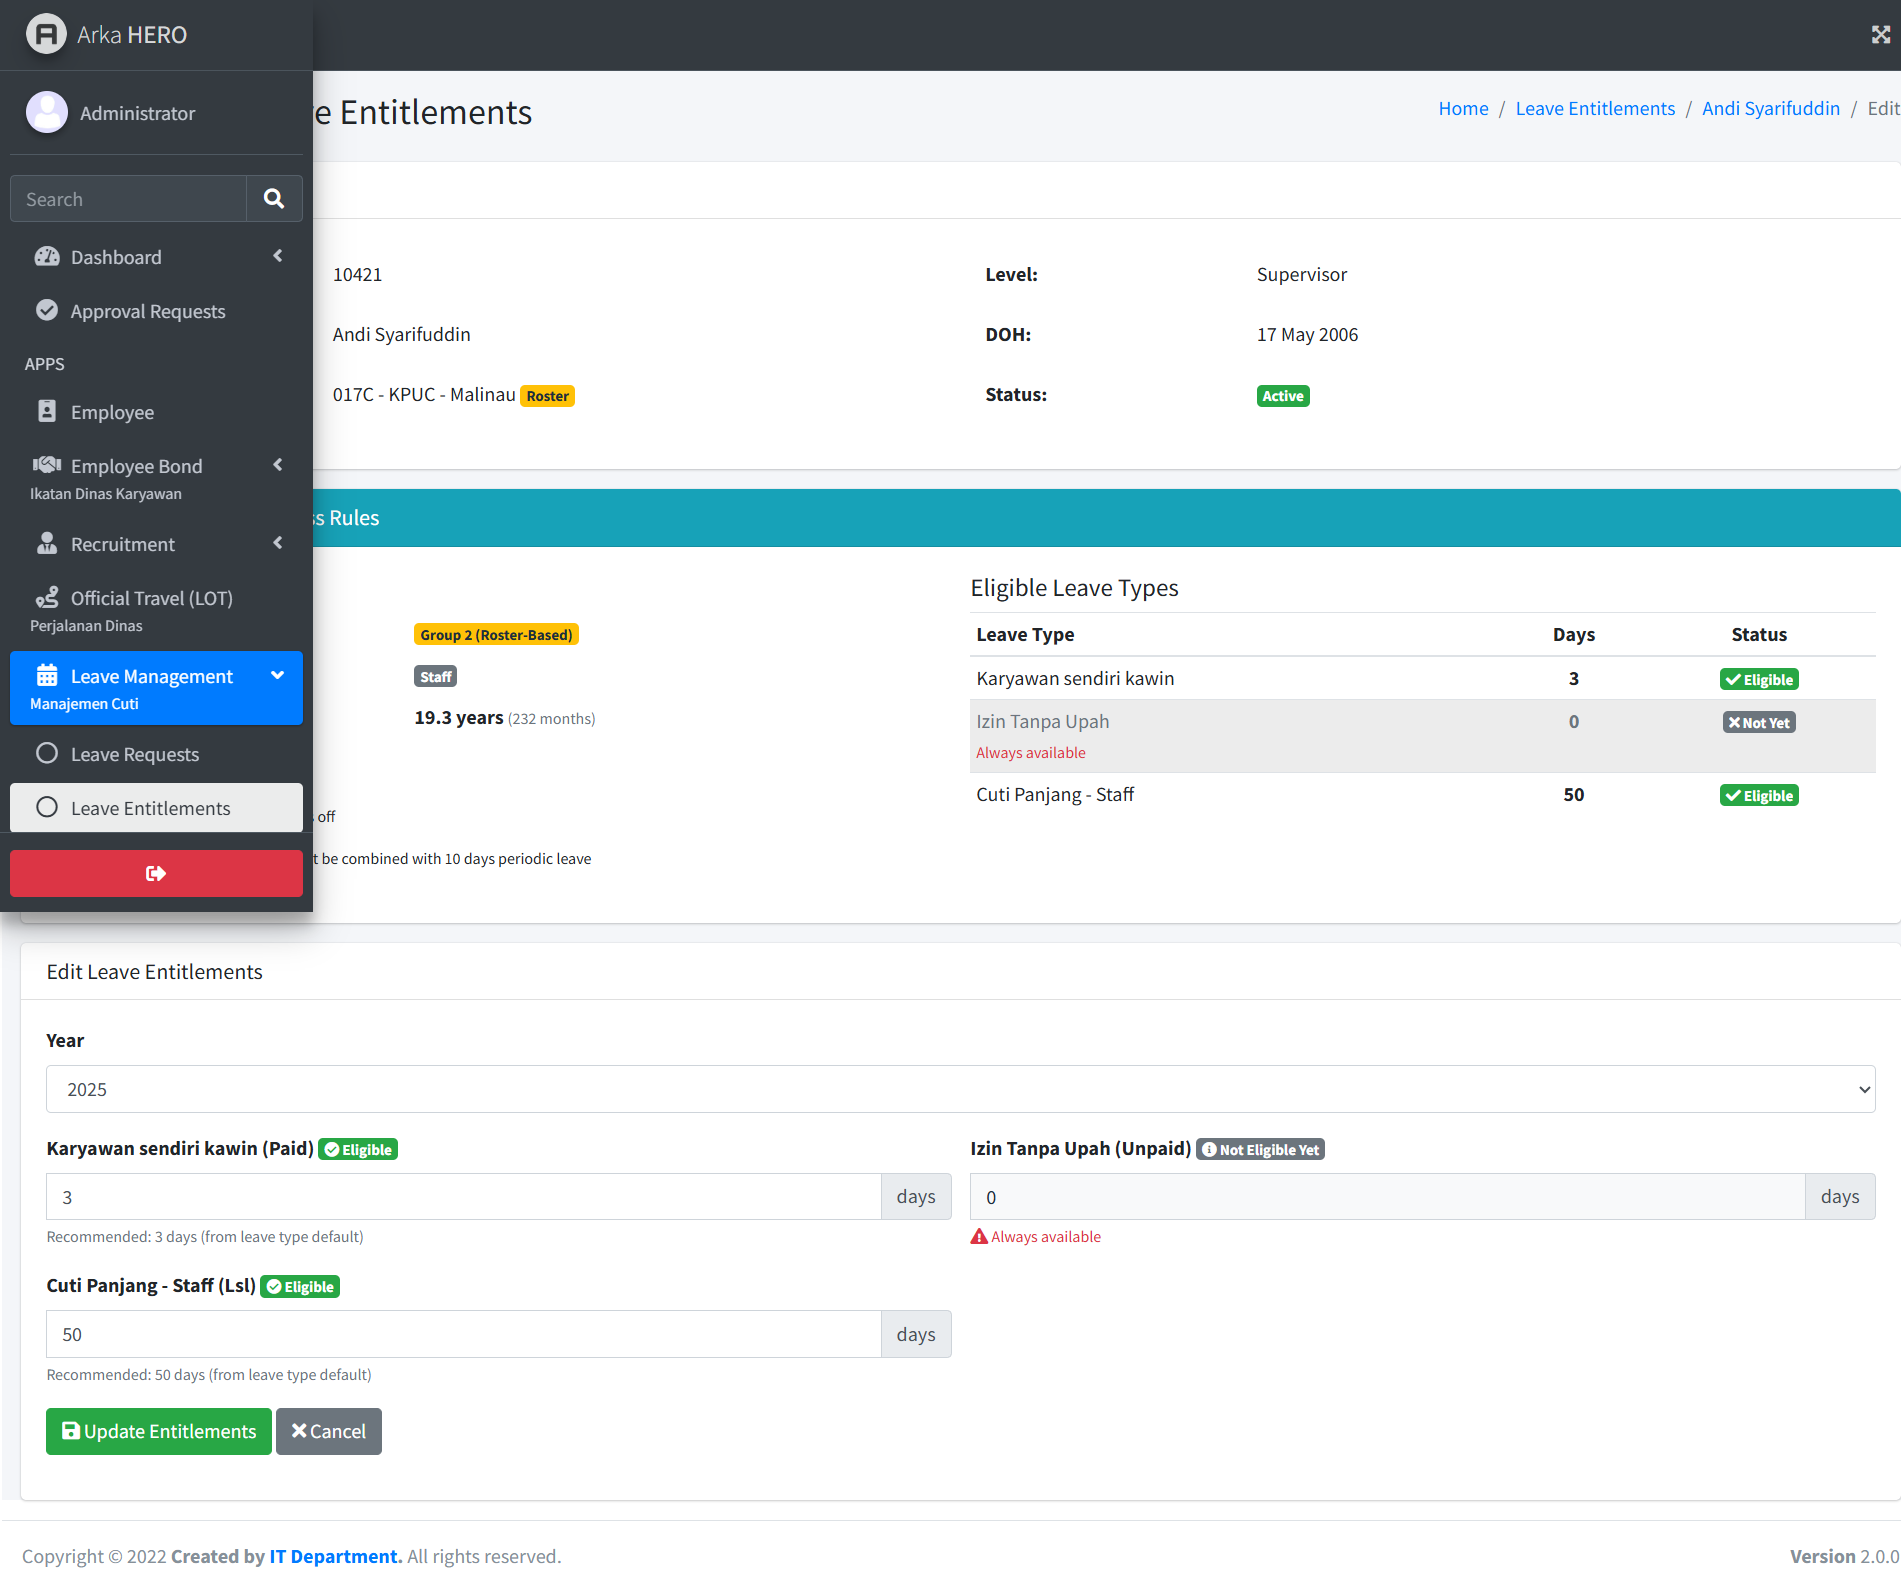 Arka HERO
Administrator
Search
Dashboard
Approval Requests
APPS
Employee
Employee Bond
Ikatan Dinas Karyawan
Recruitment
Official Travel (LOT)
Perjalanan Dinas
Leave Management
Manajemen Cuti
Leave Requests
Leave Entitlements
e Entitlements
Home / Leave Entitlements / Andi Syarifuddin / Edit
10421
Level: Supervisor
Andi Syarifuddin
DOH: 17 May 2006
017C - KPUC - Malinau Roster
Status: Active
s Rules
Group 2 (Roster-Based)
Staff
19.3 years (232 months)
off
t be combined with 10 days periodic leave
Eligible Leave Types
Leave Type Days Status
Karyawan sendiri kawin 3 Eligible
Izin Tanpa Upah 0 Not Yet
Always available
Cuti Panjang - Staff 50 Eligible
Edit Leave Entitlements
Year
2025
Karyawan sendiri kawin (Paid) Eligible
3 days
Recommended: 3 days (from leave type default)
Izin Tanpa Upah (Unpaid) Not Eligible Yet
0 days
Always available
Cuti Panjang - Staff (Lsl) Eligible
50 days
Recommended: 50 days (from leave type default)
Update Entitlements Cancel
Copyright © 2022 Created by IT Department. All rights reserved.
Version 2.0.0